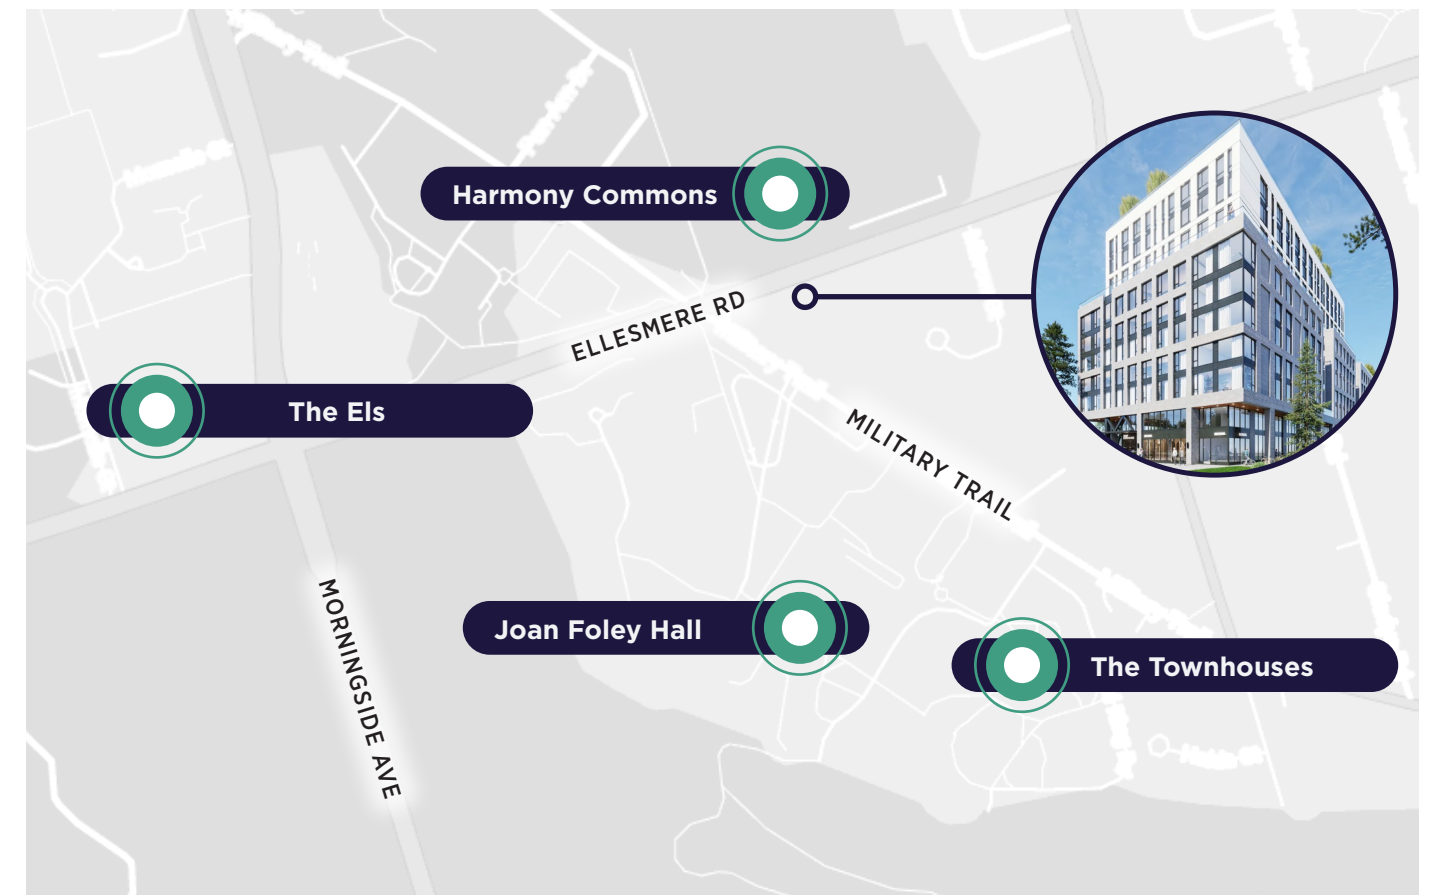 Harmony Commons
ELLESMERE RD
The Els
MILITARY TRAIL
MORNINGSIDE AVE
Joan Foley Hall
The Townhouses